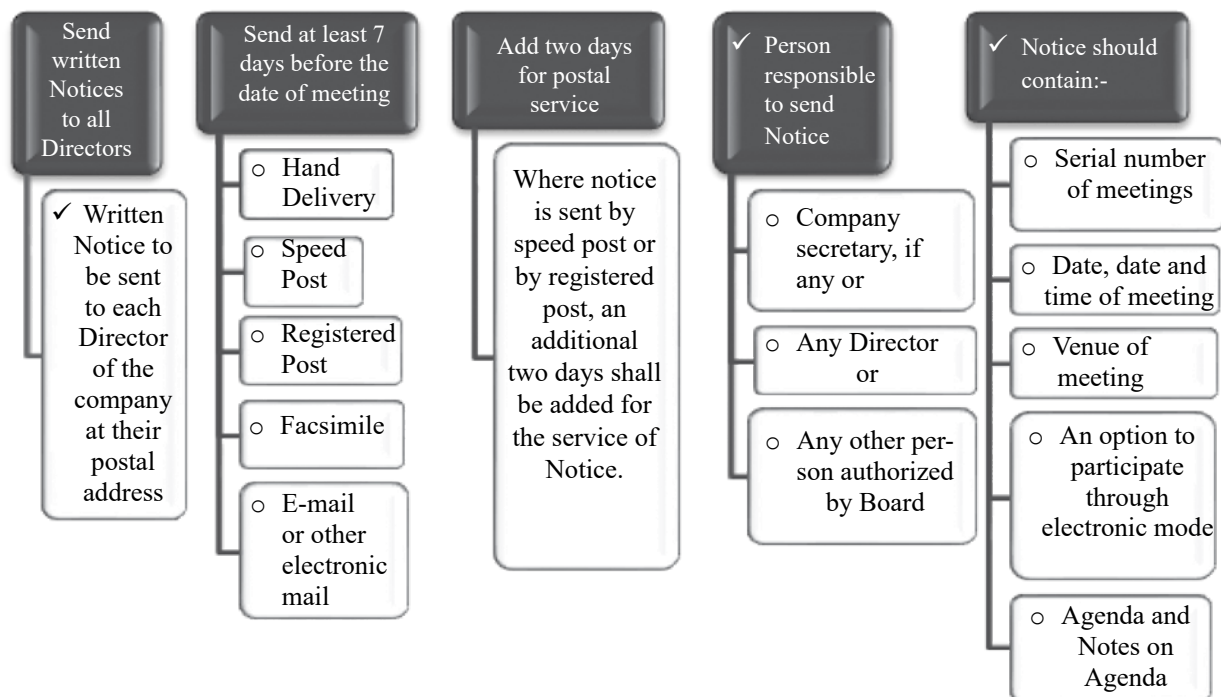 Send
written
Notices
to all
Directors
✓ Written
Notice to
be sent
to each
Director
of the
company
at their
postal
address
Send at least 7
days before the
date of meeting
o Hand
Delivery
o Speed
Post
o Registered
Post
o Facsimile
o E-mail
or other
electronic
mail
Add two days
for postal
service
Where notice
is sent by
speed post or
by registered
post, an
additional
two days shall
be added for
the service of
Notice.
✓ Person
responsible
to send
Notice
o Company
secretary, if
any or
o Any Director
or
o Any other per-
son authorized
by Board
✓ Notice should
contain:-
o Serial number
of meetings
o Date, date and
time of meeting
o Venue of
meeting
o An option to
participate
through
electronic mode
o Agenda and
Notes on
Agenda